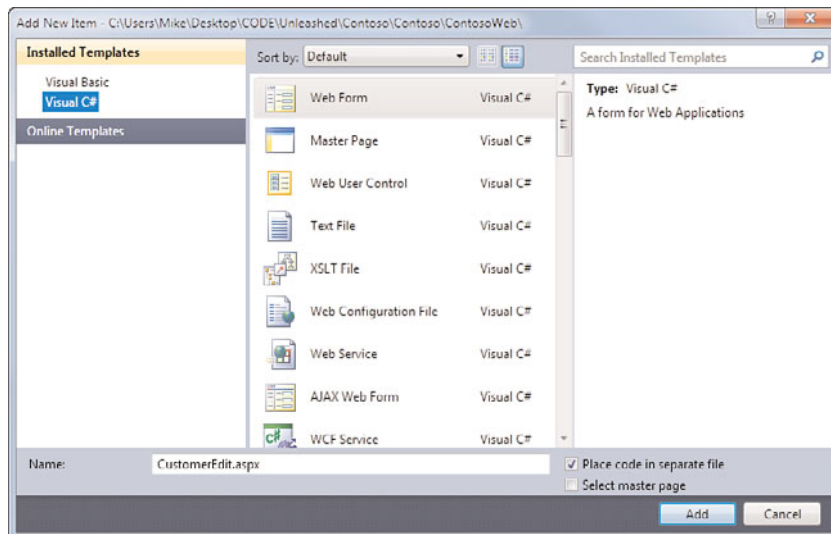 Add New Item - C:\Users\Mike\Desktop\CODE\Unleashed\Contoso\Contoso\ContosoWeb\
Installed Templates
Visual Basic
Visual C#
Online Templates
Sort by: Default
Search Installed Templates
Web Form Visual C#
Master Page Visual C#
Web User Control Visual C#
Text File Visual C#
XSLT File Visual C#
Web Configuration File Visual C#
Web Service Visual C#
AJAX Web Form Visual C#
WCF Service Visual C#
Type: Visual C#
A form for Web Applications
Name: CustomerEdit.aspx
Place code in separate file
Select master page
Add Cancel